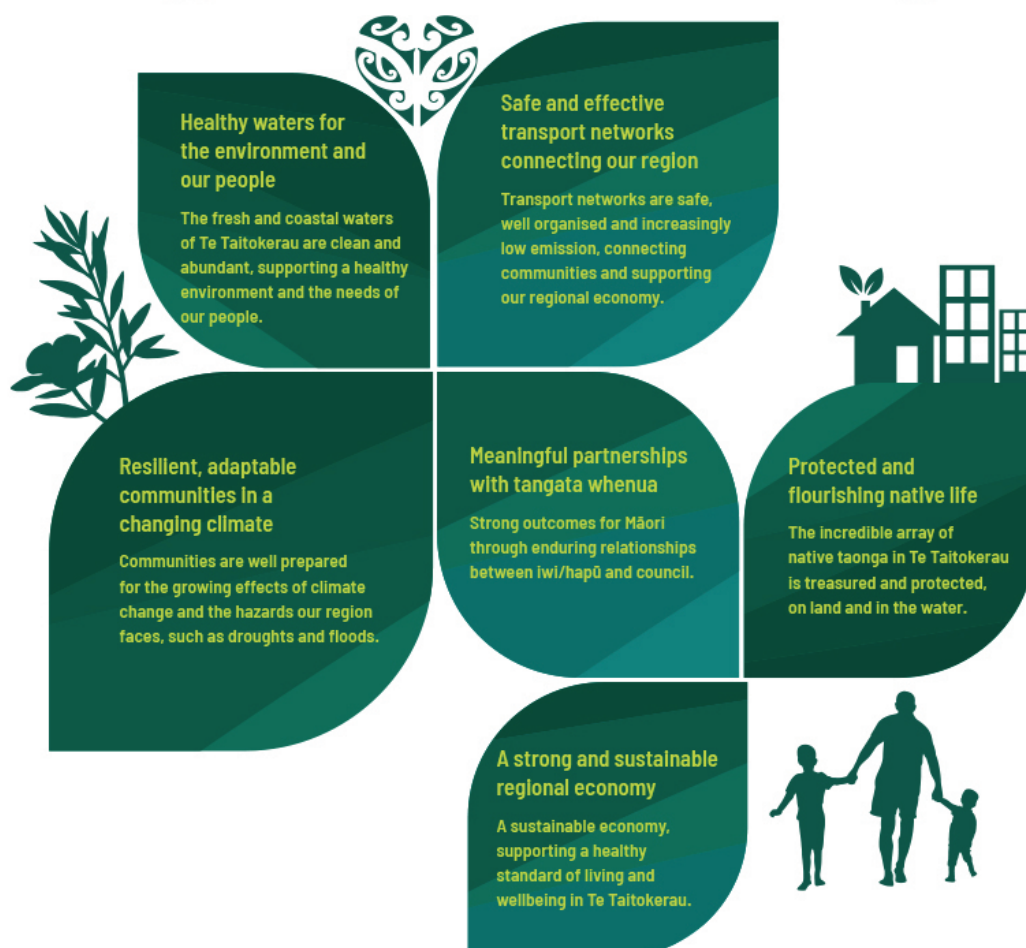 Healthy waters for
the environment and
our people
The fresh and coastal waters
of Te Taitokerau are clean and
abundant, supporting a healthy
environment and the needs of
our people.
Safe and effective
transport networks
connecting our region
Transport networks are safe,
well organised and increasingly
low emission, connecting
communities and supporting
our regional economy.
Resilient, adaptable
communities in a
changing climate
Communities are well prepared
for the growing effects of climate
change and the hazards our region
faces, such as droughts and floods.
Meaningful partnerships
with tangata whenua
Strong outcomes for Māori
through enduring relationships
between iwi/hapū and council.
Protected and
flourishing native life
The incredible array of
native taonga in Te Taitokerau
is treasured and protected,
on land and in the water.
A strong and sustainable
regional economy
A sustainable economy,
supporting a healthy
standard of living and
wellbeing in Te Taitokerau.